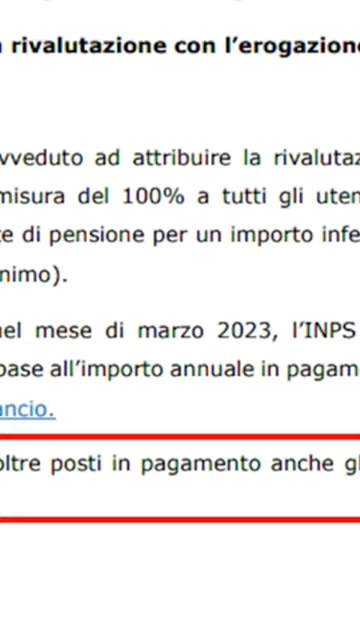 rivalutazione con l'erogazione
ad attribuire la rivalutaz
misura del 100% a tutti gli uten
di pensione per un importo infe
nimo).
nel mese di marzo 2023, l'INPS
base all'importo annuale in pagam
ancio.
oltre posti in pagamento anche gl